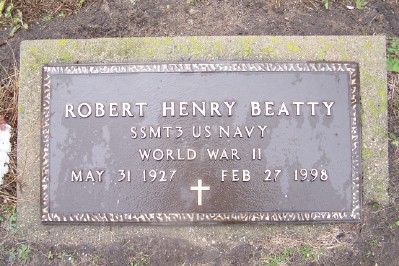 ROBERT HENRY BEATTY
SSMT3 US NAVY
WORLD WAR II
MAY 31 1927 FEB 27 1998